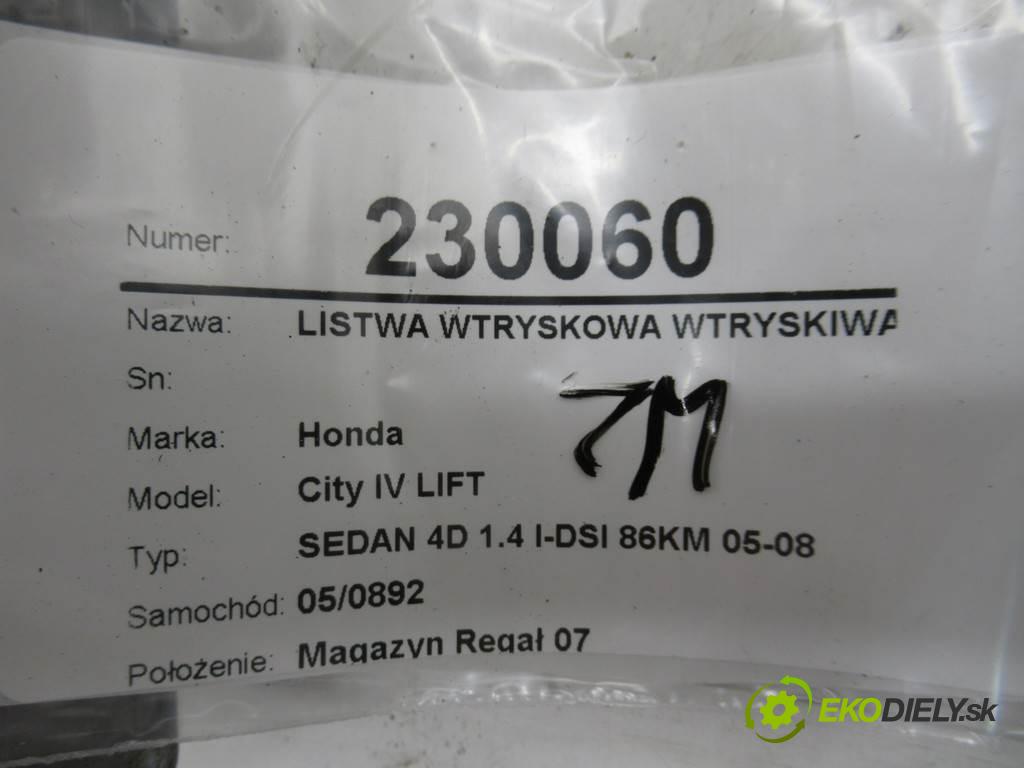 Numer: 230060
Nazwa: LISTWA WTRYSKOWA WTRYSKIWA
Sn:
Marka: Honda
Model: City IV LIFT
Typ: SEDAN 4D 1.4 I-DSI 86KM 05-08
Samochód: 05/0892
Położenie: Magazyn Regał 07
EKODIELY.sk